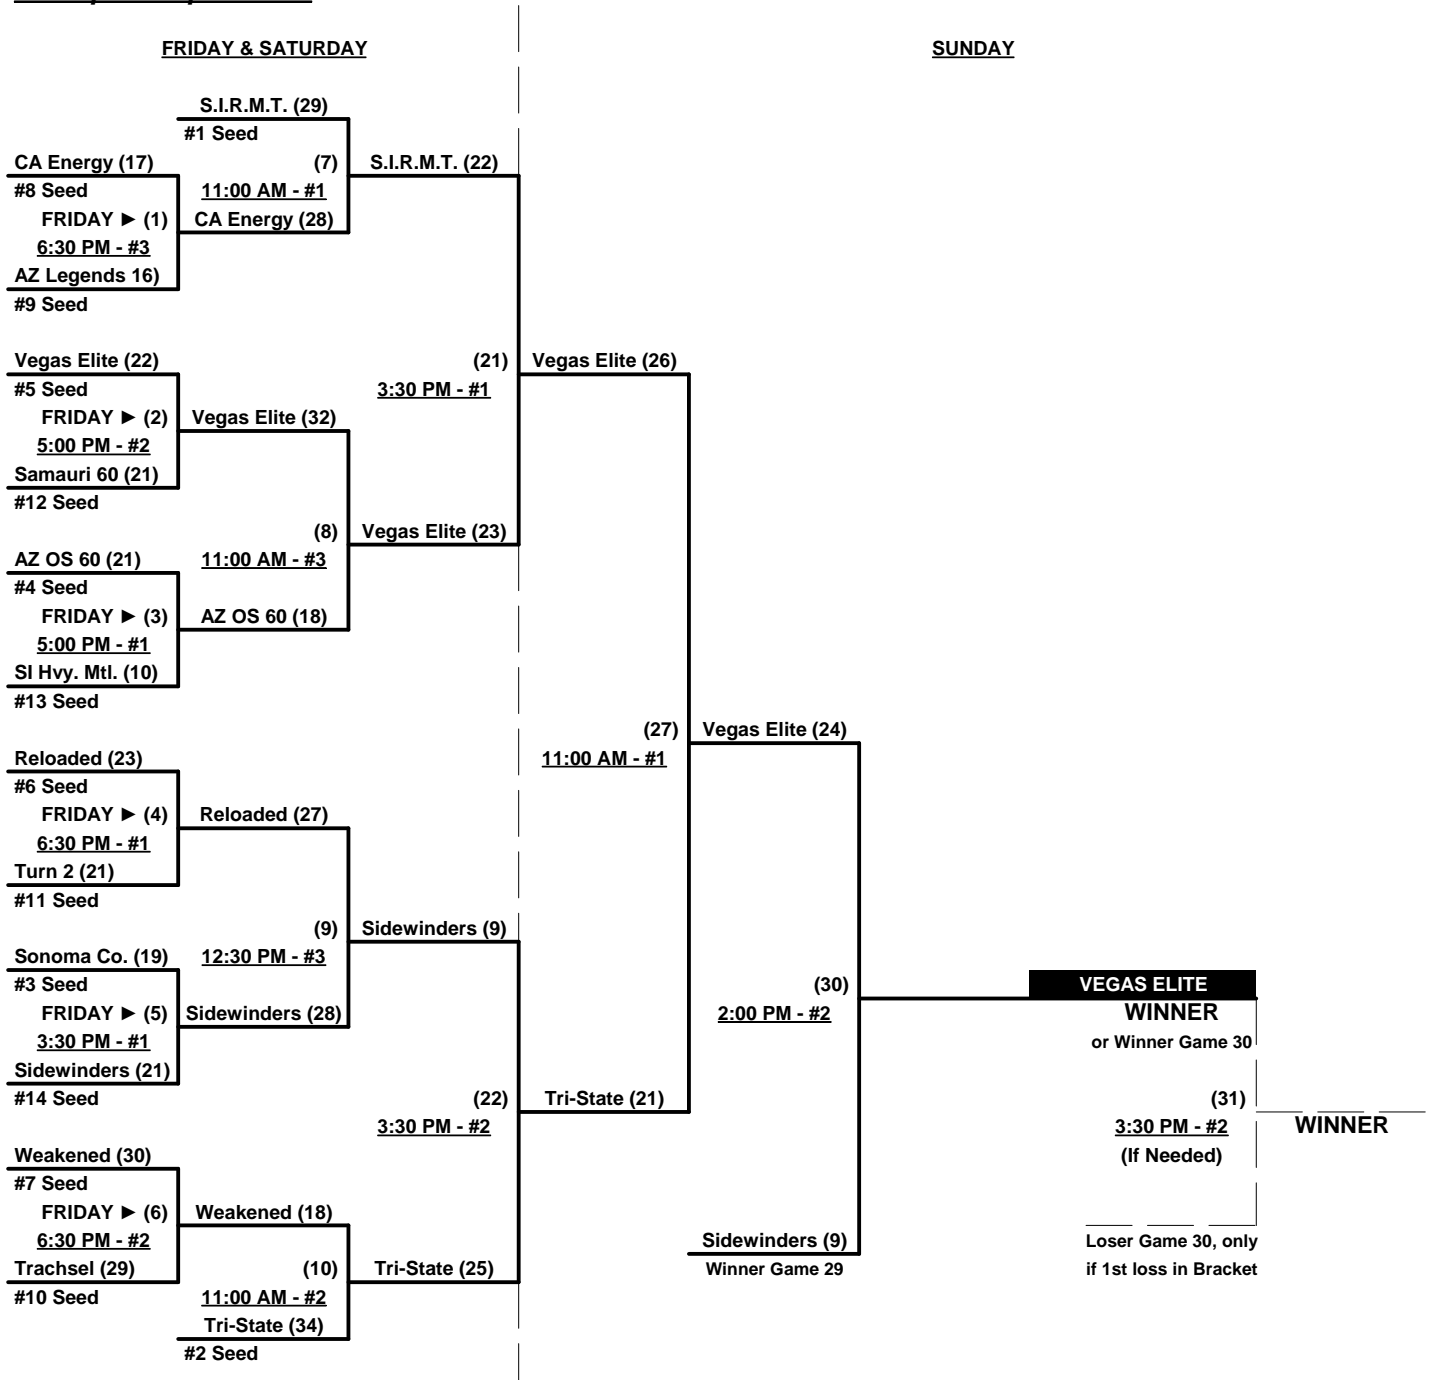 FRIDAY & SATURDAY
SUNDAY
S.I.R.M.T. (29)
#1 Seed
CA Energy (17)
(7)
S.I.R.M.T. (22)
#8 Seed
11:00 AM - #1
FRIDAY ► (1)
CA Energy (28)
6:30 PM - #3
AZ Legends 16)
#9 Seed
Vegas Elite (22)
(21)
Vegas Elite (26)
#5 Seed
3:30 PM - #1
FRIDAY ► (2)
Vegas Elite (32)
5:00 PM - #2
Samauri 60 (21)
#12 Seed
(8)
Vegas Elite (23)
AZ OS 60 (21)
11:00 AM - #3
#4 Seed
FRIDAY ► (3)
AZ OS 60 (18)
5:00 PM - #1
SI Hvy. Mtl. (10)
#13 Seed
(27)
Vegas Elite (24)
Reloaded (23)
11:00 AM - #1
#6 Seed
FRIDAY ► (4)
Reloaded (27)
6:30 PM - #1
Turn 2 (21)
#11 Seed
(9)
Sidewinders (9)
Sonoma Co. (19)
12:30 PM - #3
#3 Seed
(30)
VEGAS ELITE
FRIDAY ► (5)
Sidewinders (28)
2:00 PM - #2
WINNER
3:30 PM - #1
or Winner Game 30
Sidewinders (21)
#14 Seed
(22)
Tri-State (21)
(31)
3:30 PM - #2
3:30 PM - #2
WINNER
Weakened (30)
(If Needed)
#7 Seed
FRIDAY ► (6)
Weakened (18)
6:30 PM - #2
Sidewinders (9)
Loser Game 30, only
Trachsel (29)
(10)
Tri-State (25)
Winner Game 29
if 1st loss in Bracket
#10 Seed
11:00 AM - #2
Tri-State (34)
#2 Seed